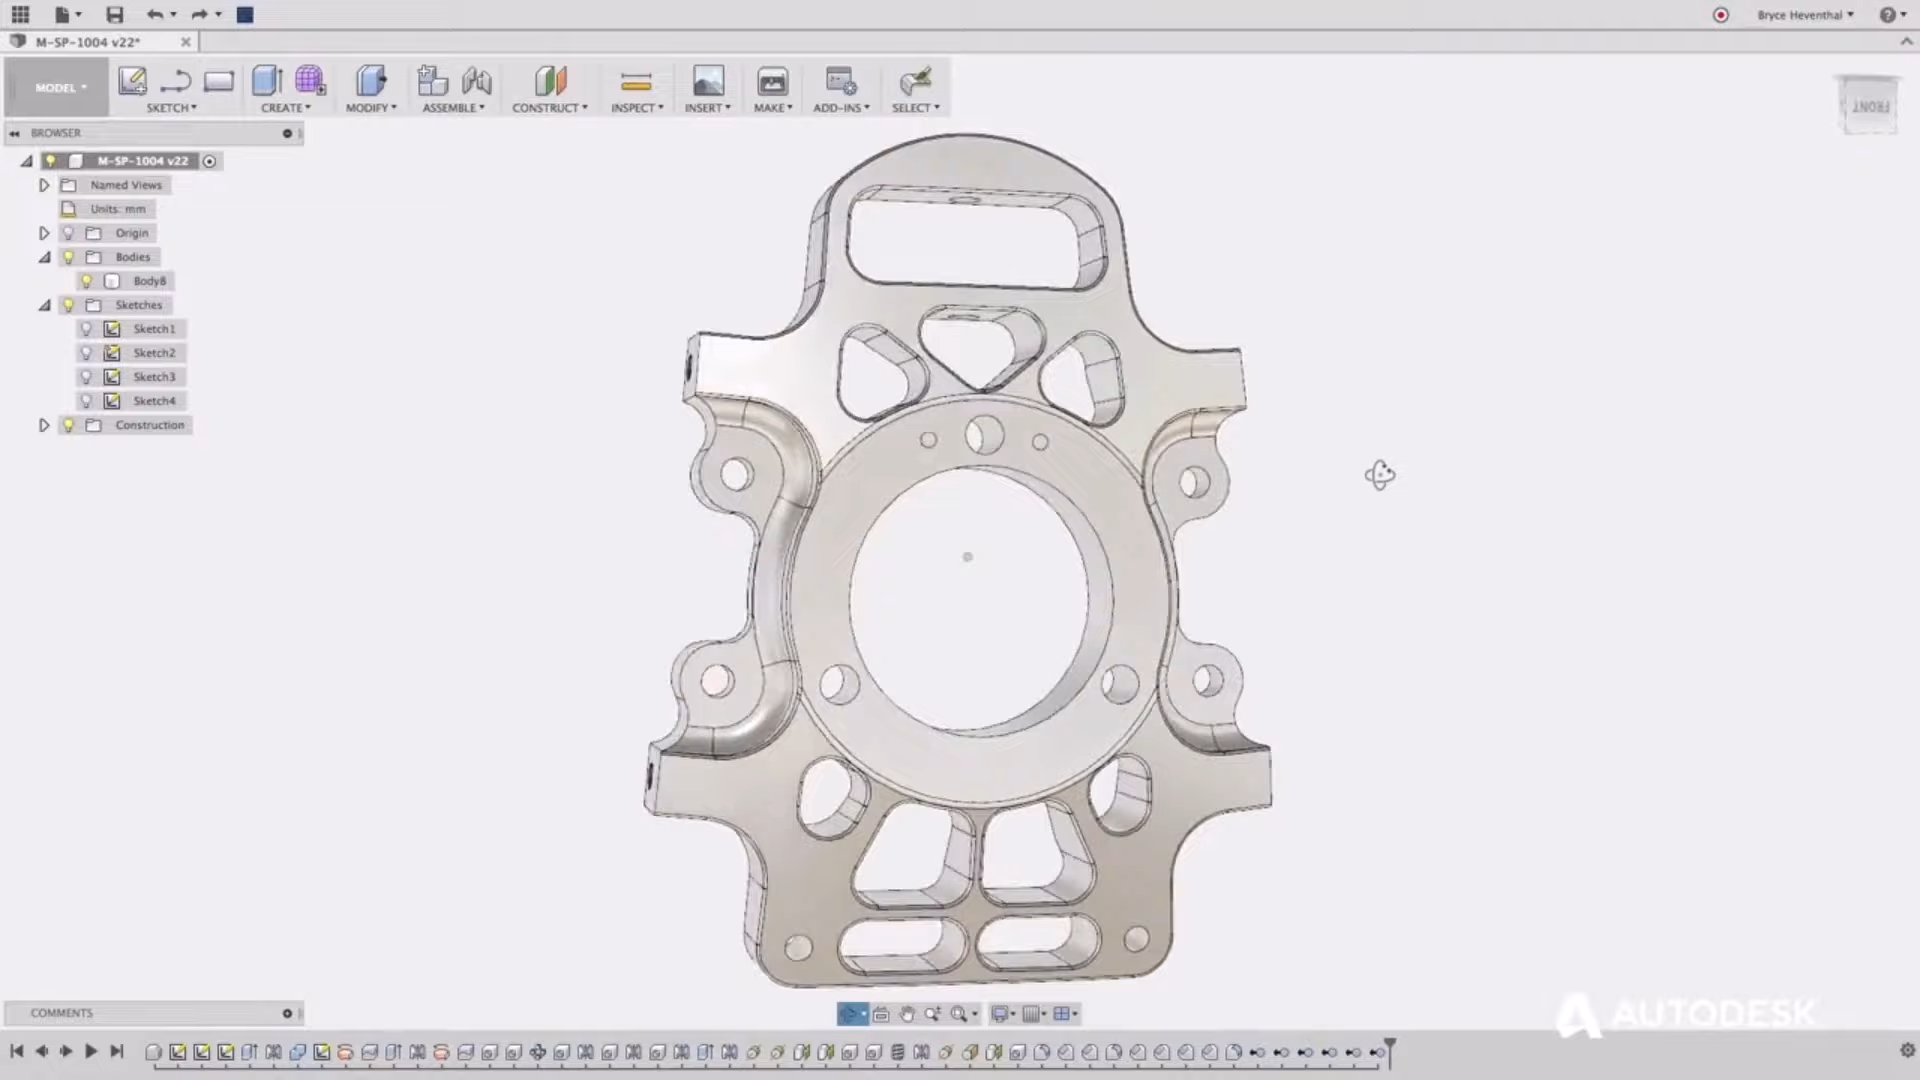 Bryce Heventhal
M-SP-1004 v22*
MODEL
SKETCH
CREATE
MODIFY
ASSEMBLE
CONSTRUCT
INSPECT
INSERT
MAKE
ADD-INS
SELECT
FRONT
BROWSER
M-SP-1004 v22
Named Views
Units: mm
Origin
Bodies
Body8
Sketches
Sketch1
Sketch2
Sketch3
Sketch4
Construction
COMMENTS
AUTODESK